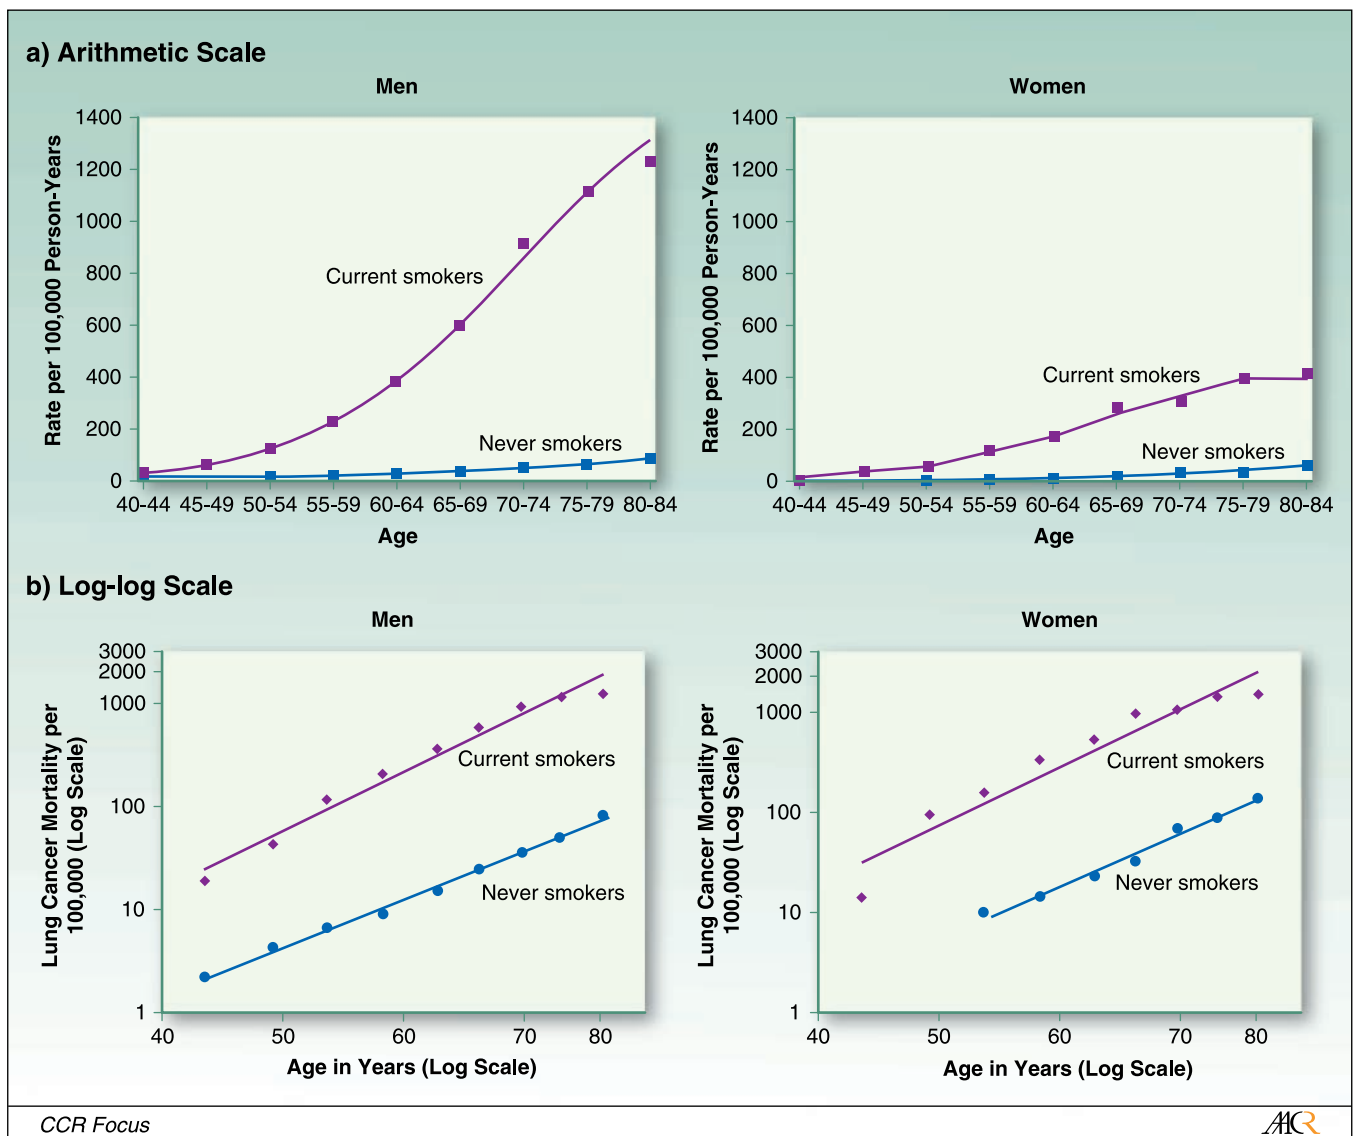 a) Arithmetic Scale
Men
Rate per 100,000 Person-Years
1400
1200
1000
800
600
400
200
0
Current smokers
Never smokers
40-44 45-49 50-54 55-59 60-64 65-69 70-74 75-79 80-84
Age
Women
Rate per 100,000 Person-Years
1400
1200
1000
800
600
400
200
0
Current smokers
Never smokers
40-44 45-49 50-54 55-59 60-64 65-69 70-74 75-79 80-84
Age
b) Log-log Scale
Men
Lung Cancer Mortality per
100,000 (Log Scale)
3000
2000
1000
100
10
1
Current smokers
Never smokers
40 50 60 70 80
Age in Years (Log Scale)
Women
Lung Cancer Mortality per
100,000 (Log Scale)
3000
2000
1000
100
10
1
Current smokers
Never smokers
40 50 60 70 80
Age in Years (Log Scale)
CCR Focus
AACR